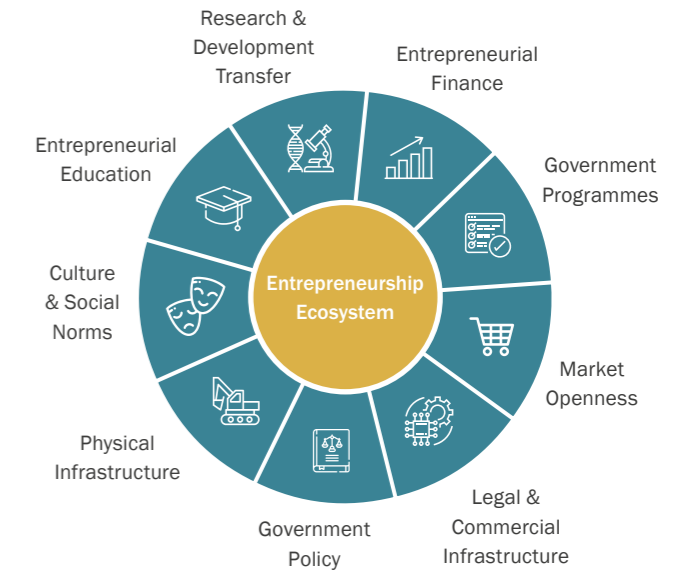 Research &
Development
Transfer
Entrepreneurial
Finance
Government
Programmes
Market
Openness
Legal &
Commercial
Infrastructure
Government
Policy
Physical
Infrastructure
Culture
& Social
Norms
Entrepreneurial
Education
Entrepreneurship
Ecosystem